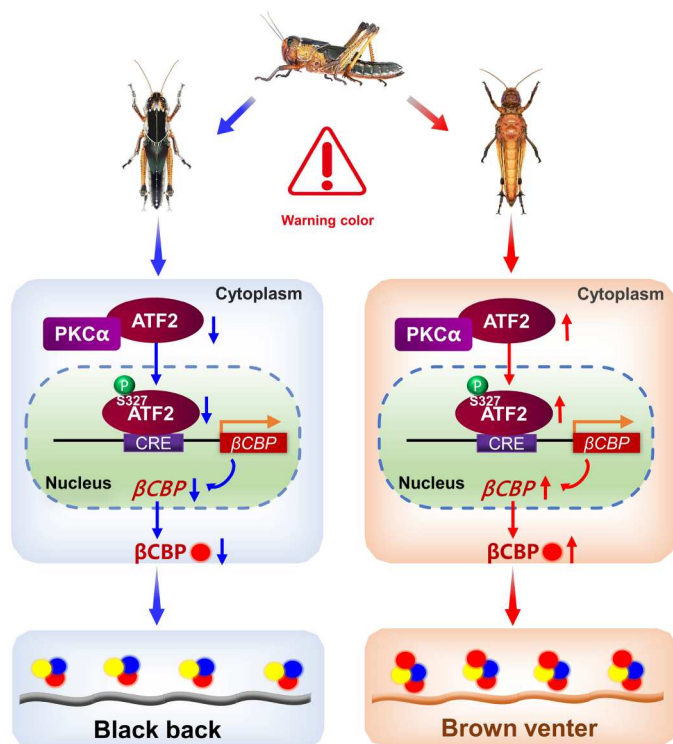 Warning color
Cytoplasm
PKCα
ATF2
P
S327
ATF2
CRE
βCBP
Nucleus
βCBP
βCBP
Black back
Cytoplasm
PKCα
ATF2
P
S327
ATF2
CRE
βCBP
Nucleus
βCBP
βCBP
Brown venter